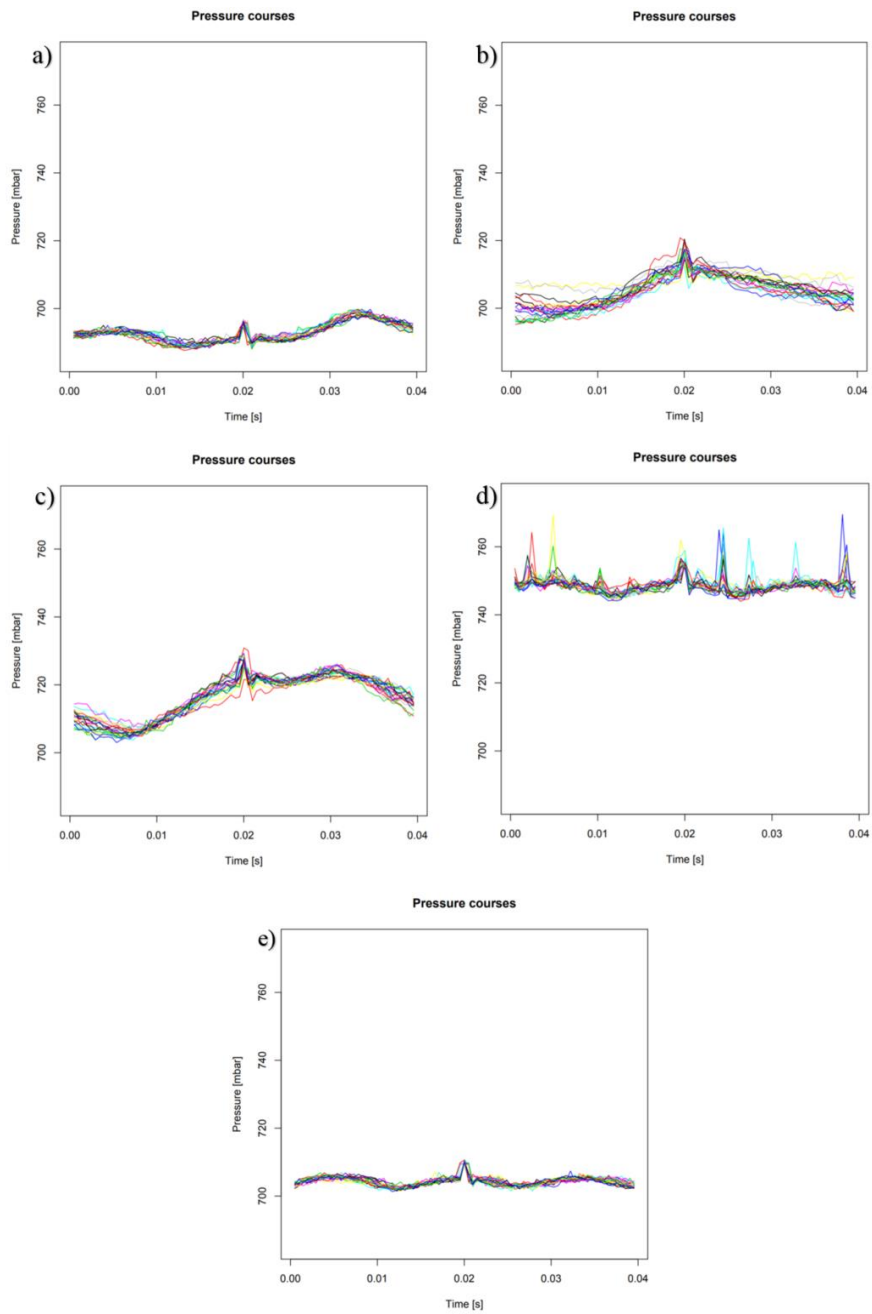 Pressure courses
a)
760
740
720
700
Pressure [mbar]
0.00 0.01 0.02 0.03 0.04
Time [s]
Pressure courses
b)
760
740
720
700
Pressure [mbar]
0.00 0.01 0.02 0.03 0.04
Time [s]
Pressure courses
c)
760
740
720
700
Pressure [mbar]
0.00 0.01 0.02 0.03 0.04
Time [s]
Pressure courses
d)
760
740
720
700
Pressure [mbar]
0.00 0.01 0.02 0.03 0.04
Time [s]
Pressure courses
e)
760
740
720
700
Pressure [mbar]
0.00 0.01 0.02 0.03 0.04
Time [s]